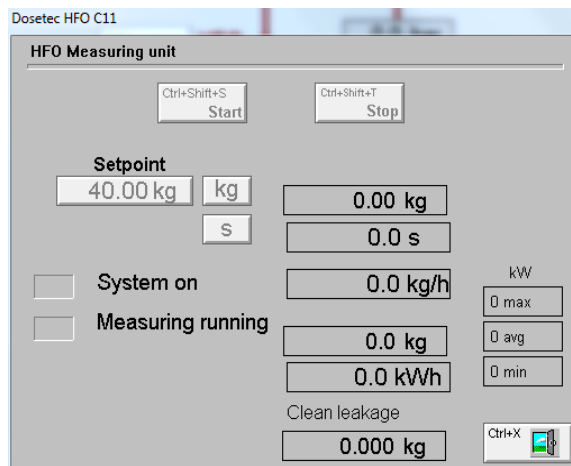 Dosetec HFO C11
HFO Measuring unit
Ctrl+Shift+S
Start
Ctrl+Shift+T
Stop
Setpoint
40.00 kg
kg
0.00 kg
s
0.0 s
System on
0.0 kg/h
kW
0 max
Measuring running
0.0 kg
0 avg
0.0 kWh
0 min
Clean leakage
0.000 kg
Ctrl+X